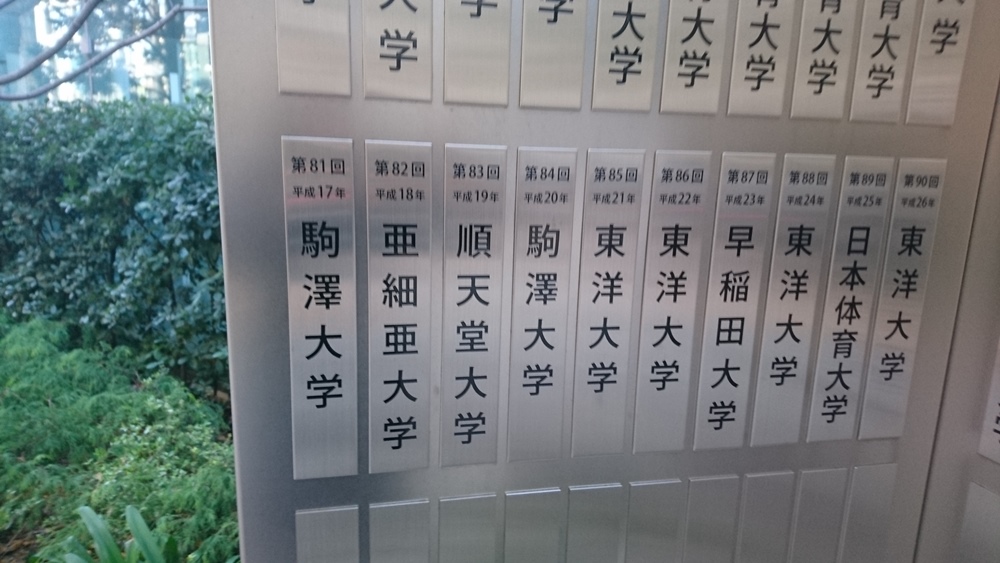 大学
大学
大学
大学
育大学
大学
学
第81回
平成17年
駒澤大学
第82回
平成18年
亜細亜大学
第83回
平成19年
順天堂大学
第84回
平成20年
駒澤大学
第85回
平成21年
東洋大学
第86回
平成22年
東洋大学
第87回
平成23年
早稲田大学
第88回
平成24年
東洋大学
第89回
平成25年
日本体育大学
第90回
平成26年
東洋大学